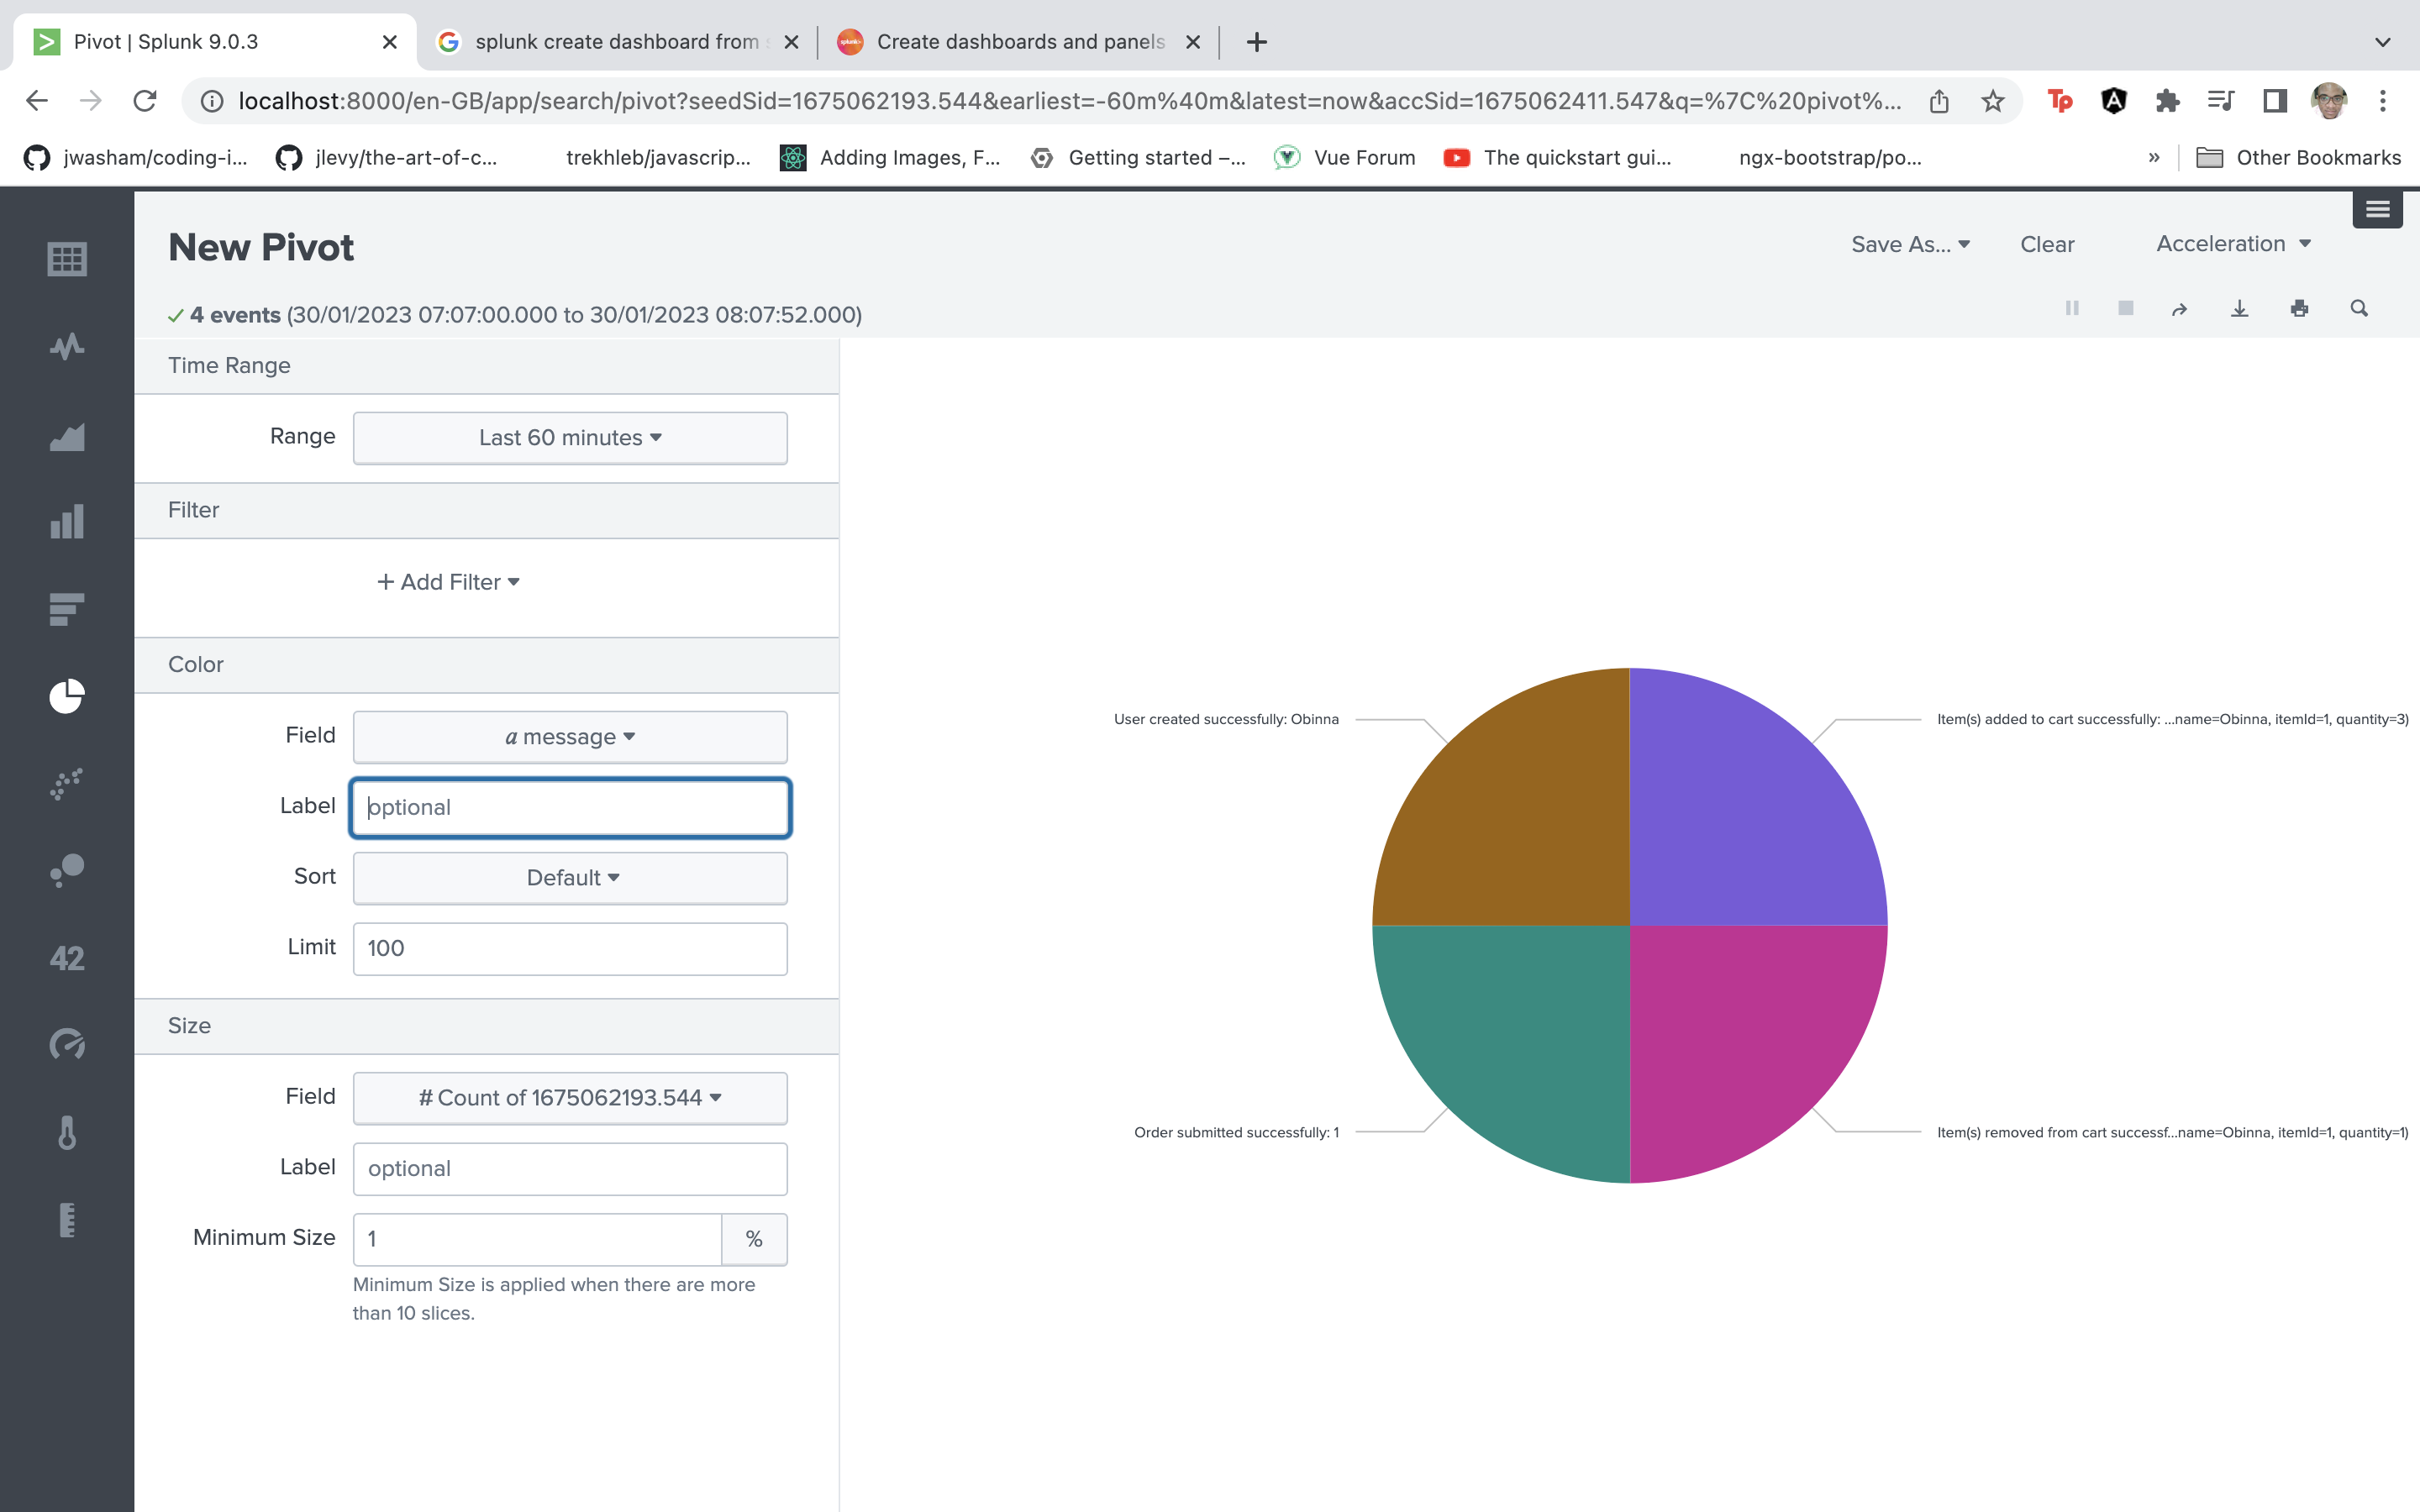 Pivot | Splunk 9.0.3
splunk create dashboard from s
Create dashboards and panels
localhost:8000/en-GB/app/search/pivot?seedSid=1675062193.544&earliest=-60m%40m&latest=now&accSid=1675062411.547&q=%7C%20pivot%...
Tp
jwasham/coding-i...
jlevy/the-art-of-c...
trekhleb/javascrip...
Adding Images, F...
Getting started –...
Vue Forum
The quickstart gui...
ngx-bootstrap/po...
»
Other Bookmarks
New Pivot
Save As...
Clear
Acceleration
4 events (30/01/2023 07:07:00.000 to 30/01/2023 08:07:52.000)
Time Range
Range
Last 60 minutes
Filter
+ Add Filter
Color
Field
a message
Label
optional
Sort
Default
Limit
100
42
Size
Field
# Count of 1675062193.544
Label
optional
Minimum Size
1
%
Minimum Size is applied when there are more
than 10 slices.
User created successfully: Obinna
Item(s) added to cart successfully: ...name=Obinna, itemId=1, quantity=3)
Order submitted successfully: 1
Item(s) removed from cart successf...name=Obinna, itemId=1, quantity=1)